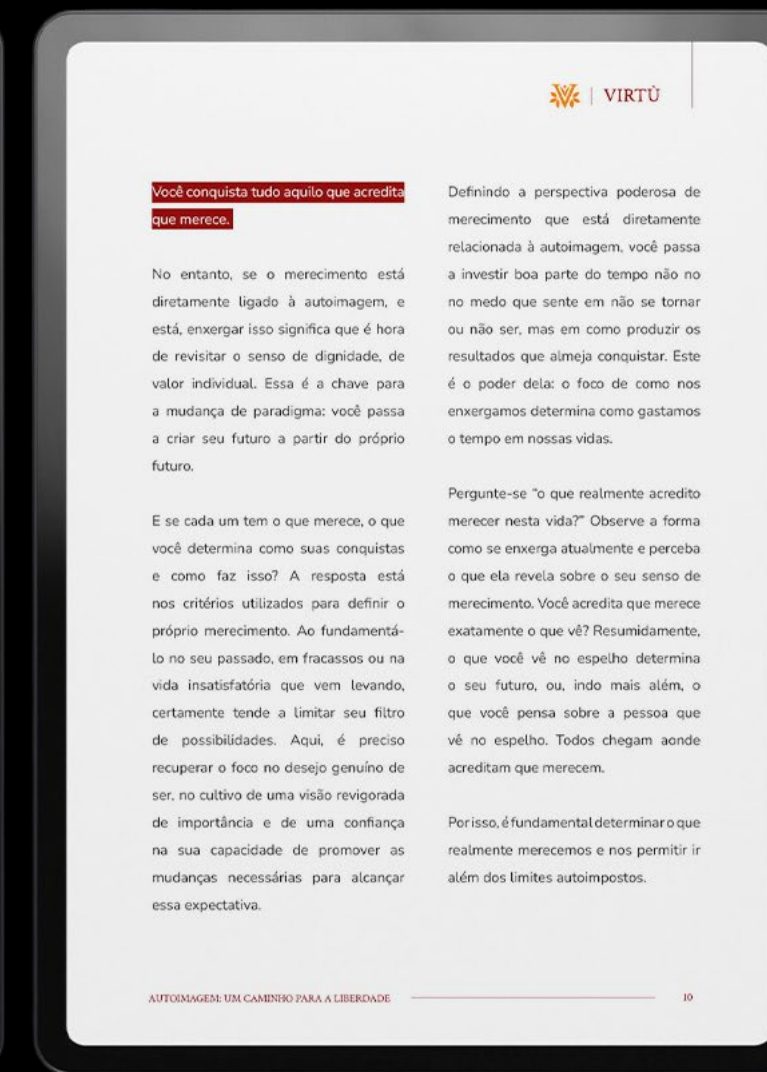 VIRTÙ
Você conquista tudo aquilo que acredita
que merece.
No entanto, se o merecimento está
diretamente ligado à autoimagem, e
está, enxergar isso significa que é hora
de revisitar o senso de dignidade, de
valor individual. Essa é a chave para
a mudança de paradigma: você passa
a criar seu futuro a partir do próprio
futuro.
E se cada um tem o que merece, o que
você determina como suas conquistas
e como faz isso? A resposta está
nos critérios utilizados para definir o
próprio merecimento. Ao fundamentá-
lo no seu passado, em fracassos ou na
vida insatisfatória que vem levando,
certamente tende a limitar seu filtro
de possibilidades. Aqui, é preciso
recuperar o foco no desejo genuíno de
ser, no cultivo de uma visão revigorada
de importância e de uma confiança
na sua capacidade de promover as
mudanças necessárias para alcançar
essa expectativa.
Definindo a perspectiva poderosa de
merecimento que está diretamente
relacionada à autoimagem, você passa
a investir boa parte do tempo não no
no medo que sente em não se tornar
ou não ser, mas em como produzir os
resultados que almeja conquistar. Este
é o poder dela: o foco de como nos
enxergamos determina como gastamos
o tempo em nossas vidas.
Pergunte-se “o que realmente acredito
merecer nesta vida?” Observe a forma
como se enxerga atualmente e perceba
o que ela revela sobre o seu senso de
merecimento. Você acredita que merece
exatamente o que vê? Resumidamente,
o que você vê no espelho determina
o seu futuro, ou, indo mais além, o
que você pensa sobre a pessoa que
vê no espelho. Todos chegam aonde
acreditam que merecem.
Por isso, é fundamental determinar o que
realmente merecemos e nos permitir ir
além dos limites autoimpostos.
AUTOIMAGEM: UM CAMINHO PARA A LIBERDADE 10